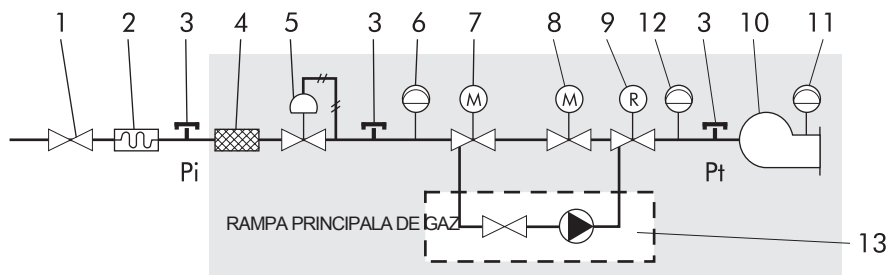 1 2 3 4 5 3 6 7 8 9 12 3 10 11
M M R
Pi Pt
RAMPA PRINCIPALA DE GAZ
13